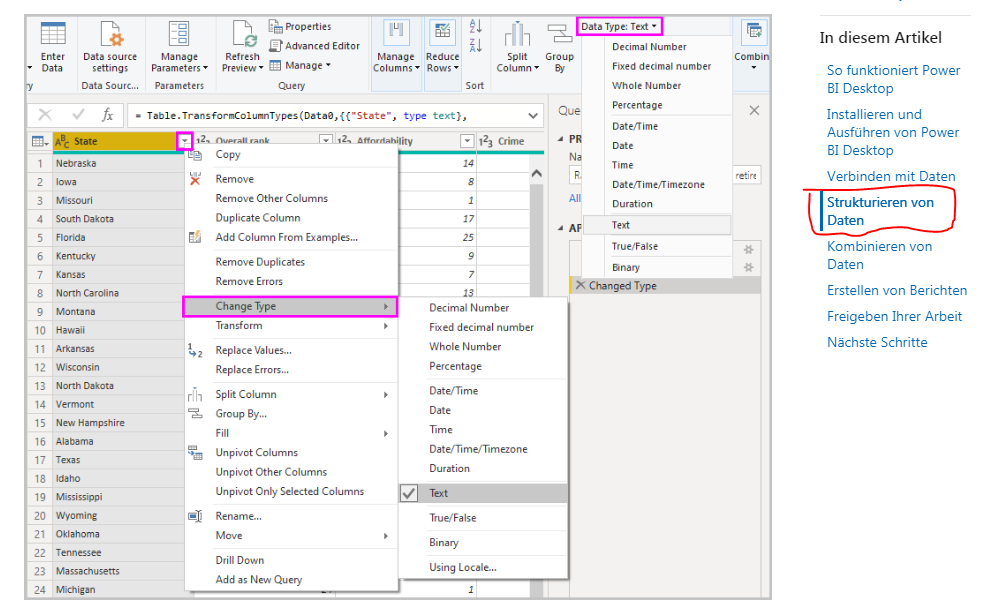 Enter
Data
Data source
settings
Data Sourc...
Manage
Parameters
Parameters
Refresh
Preview
Properties
Advanced Editor
Manage
Query
Manage
Columns
Reduce
Rows
Sort
Split
Column
Group
By
Data Type: Text
Combin
Decimal Number
Fixed decimal number
Whole Number
Percentage
Date/Time
Date
Time
Date/Time/Timezone
Duration
Text
True/False
Binary
fx
= Table.TransformColumnTypes(Data0,{{"State", type text},
Que
PR
Na
R
retire
All
AP
Changed Type
ABC State
123 Overall rank
123 Affordability
123 Crime
1 Nebraska 14
2 Iowa 8
3 Missouri 1
4 South Dakota 17
5 Florida 25
6 Kentucky 9
7 Kansas 7
8 North Carolina 13
9 Montana
10 Hawaii
11 Arkansas
12 Wisconsin
13 North Dakota
14 Vermont
15 New Hampshire
16 Alabama
17 Texas
18 Idaho
19 Mississippi
20 Wyoming
21 Oklahoma
22 Tennessee
23 Massachusetts
24 Michigan 1
Copy
Remove
Remove Other Columns
Duplicate Column
Add Column From Examples...
Remove Duplicates
Remove Errors
Change Type
Transform
Replace Values...
Replace Errors...
Split Column
Group By...
Fill
Unpivot Columns
Unpivot Other Columns
Unpivot Only Selected Columns
Rename...
Move
Drill Down
Add as New Query
Decimal Number
Fixed decimal number
Whole Number
Percentage
Date/Time
Date
Time
Date/Time/Timezone
Duration
Text
True/False
Binary
Using Locale...
In diesem Artikel
So funktioniert Power
BI Desktop
Installieren und
Ausführen von Power
BI Desktop
Verbinden mit Daten
Strukturieren von
Daten
Kombinieren von
Daten
Erstellen von Berichten
Freigeben Ihrer Arbeit
Nächste Schritte